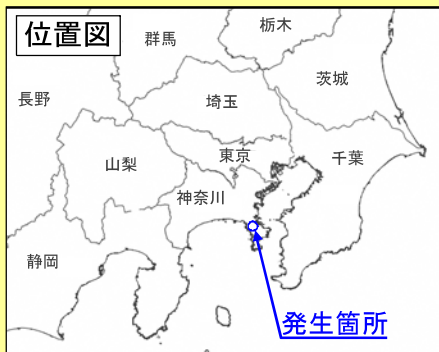 位置図
栃木
群馬
茨城
長野
埼玉
東京
山梨
千葉
神奈川
静岡
発生箇所